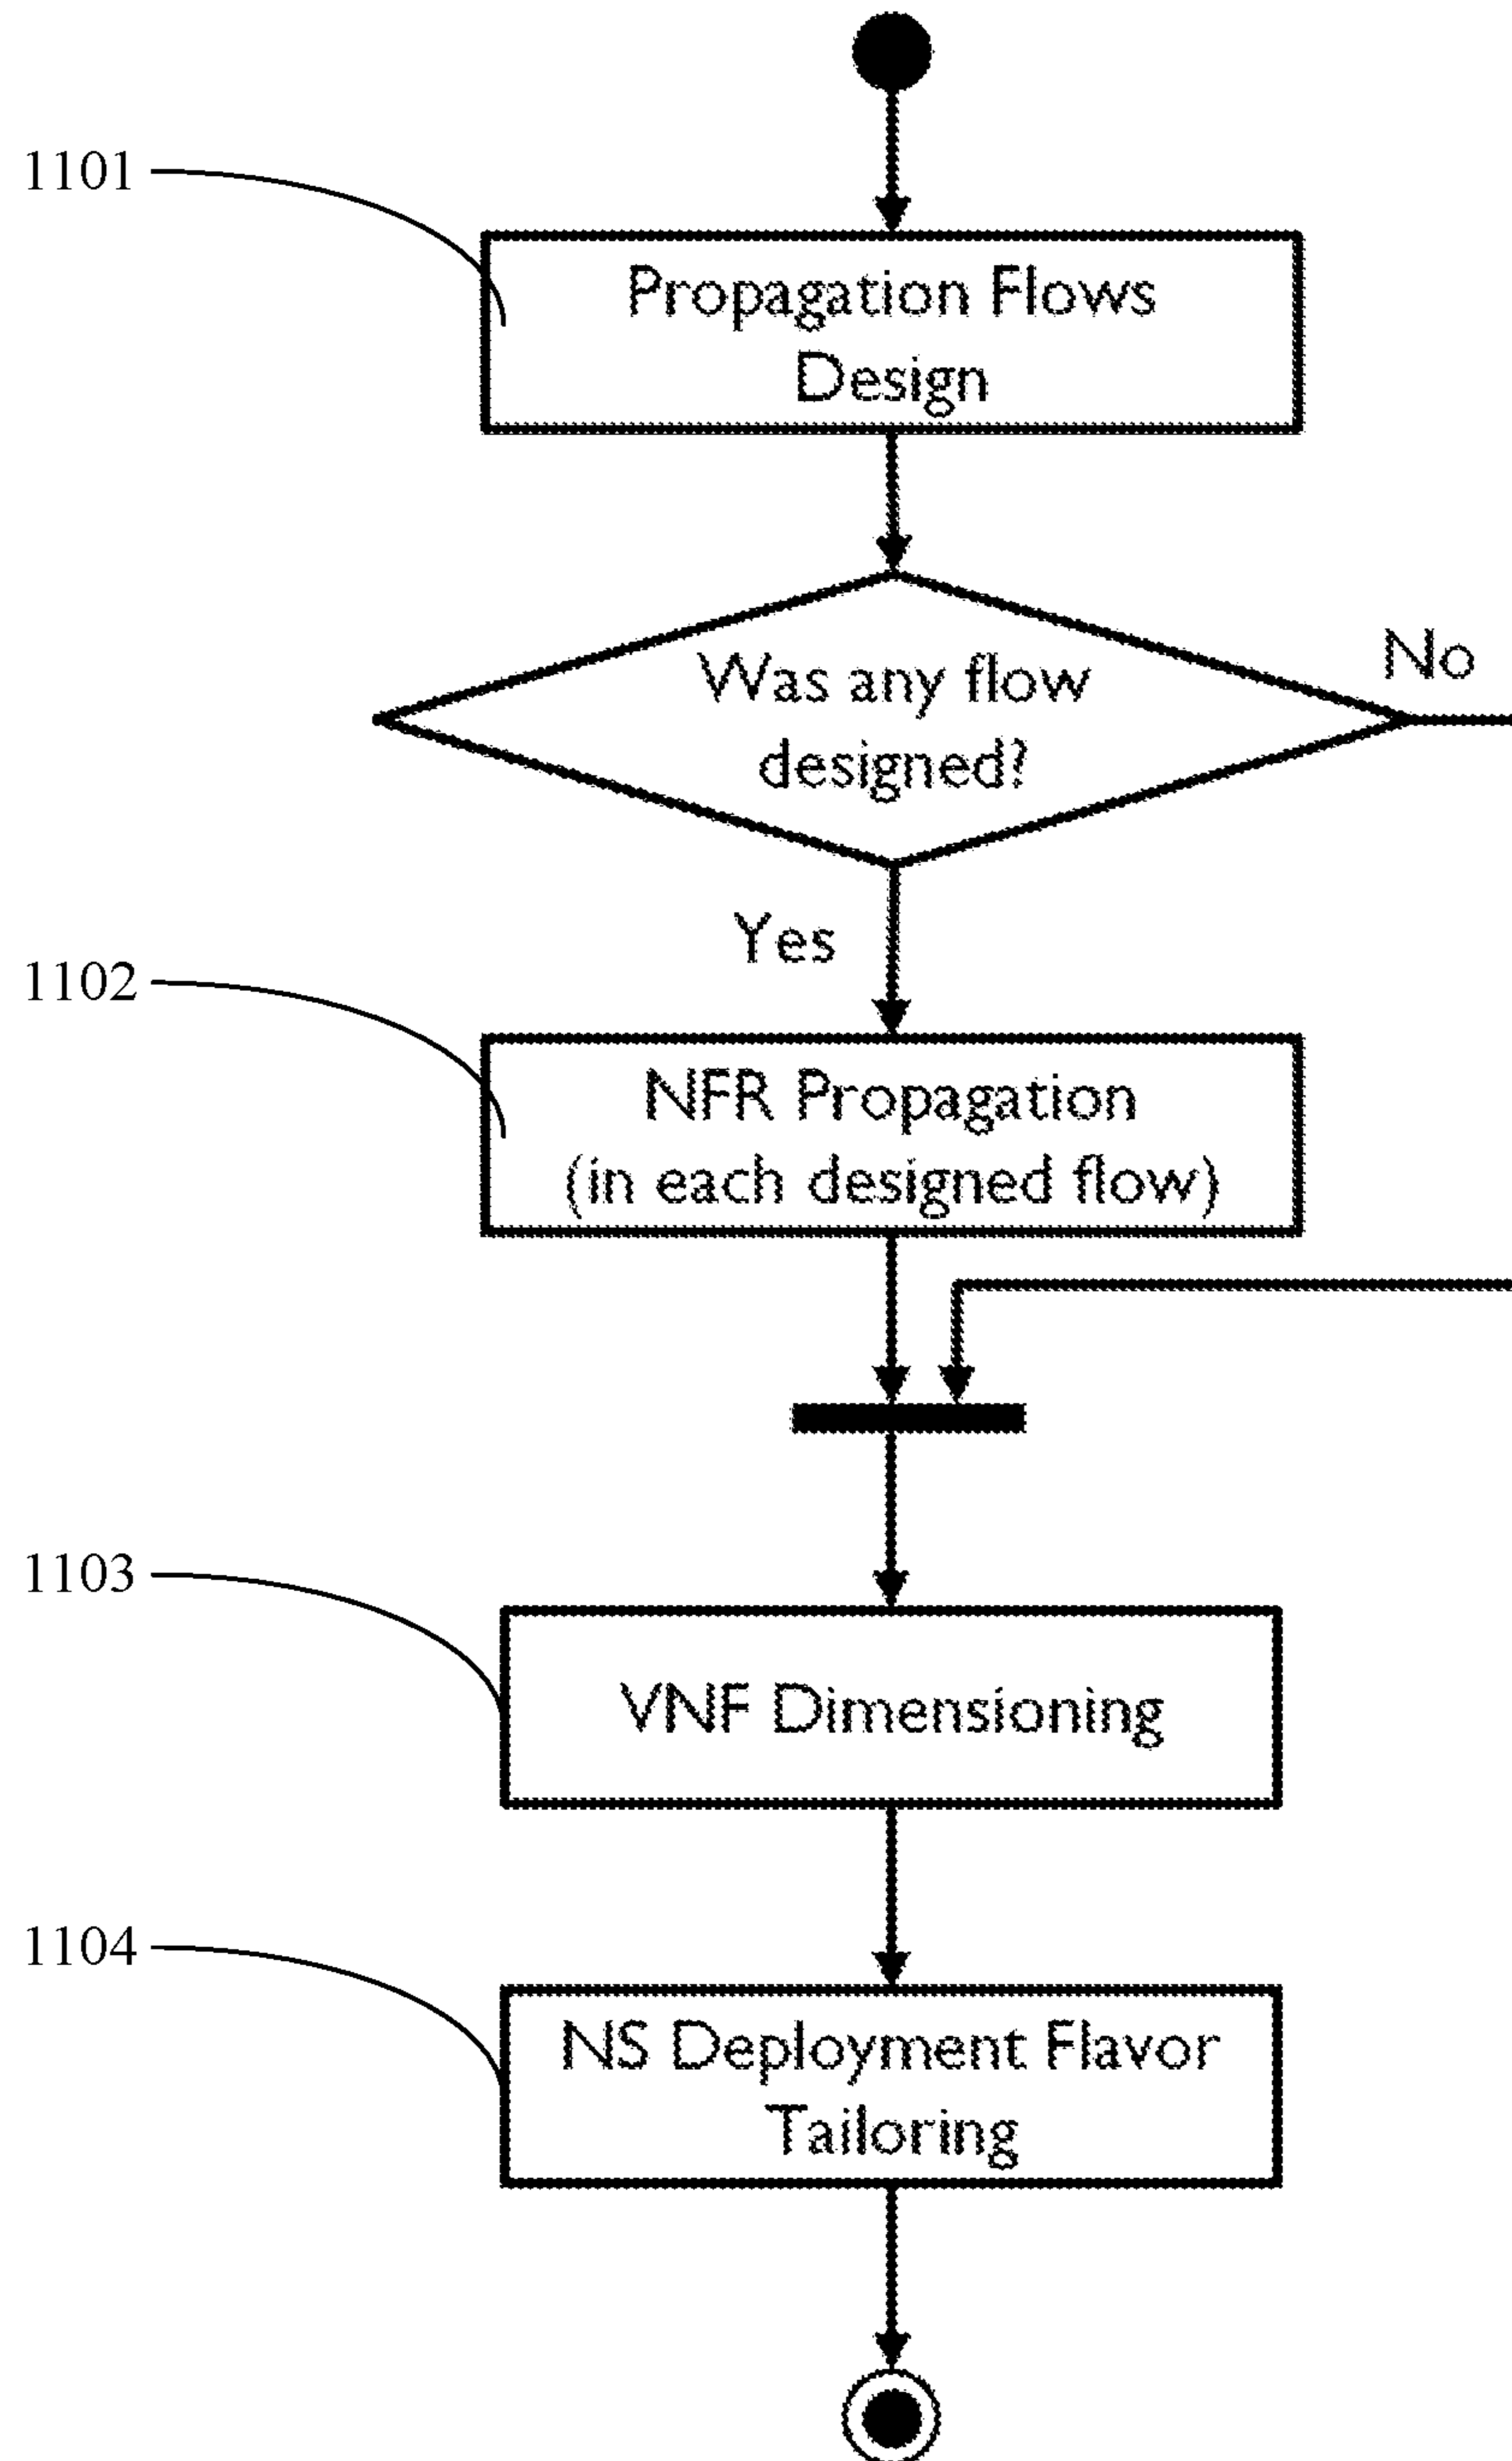 1101
Propagation Flows
Design
Was any flow
designed?
No
Yes
1102
NFR Propagation
(in each designed flow)
1103
VNF Dimensioning
1104
NS Deployment Flavor
Tailoring